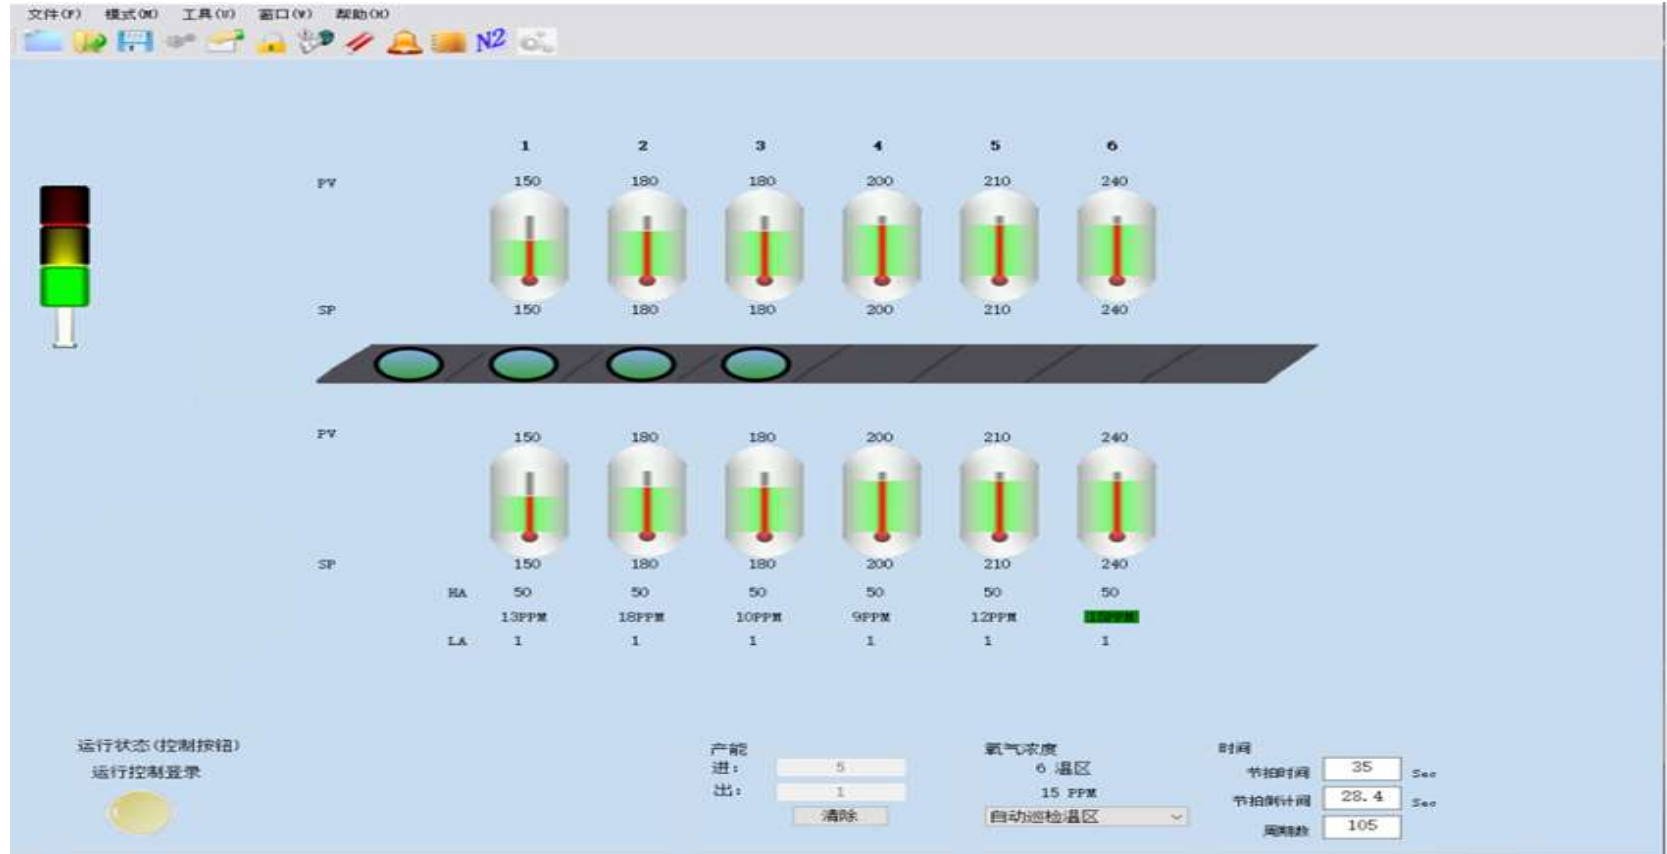 文件(F) 模式(M) 工具(U) 窗口(W) 帮助(H)
N2
1 2 3 4 5 6
PV 150 180 180 200 210 240
SP 150 180 180 200 210 240
PV 150 180 180 200 210 240
SP 150 180 180 200 210 240
HA 50 50 50 50 50 50
13PPM 18PPM 10PPM 9PPM 12PPM 15PPM
LA 1 1 1 1 1 1
运行状态(控制按钮)
运行控制登录
产能
进: 5
出: 1
清除
氧气浓度
6 温区
15 PPM
自动巡检温区
时间
节拍时间 35 Sec
节拍倒计间 28.4 Sec
周期数 105